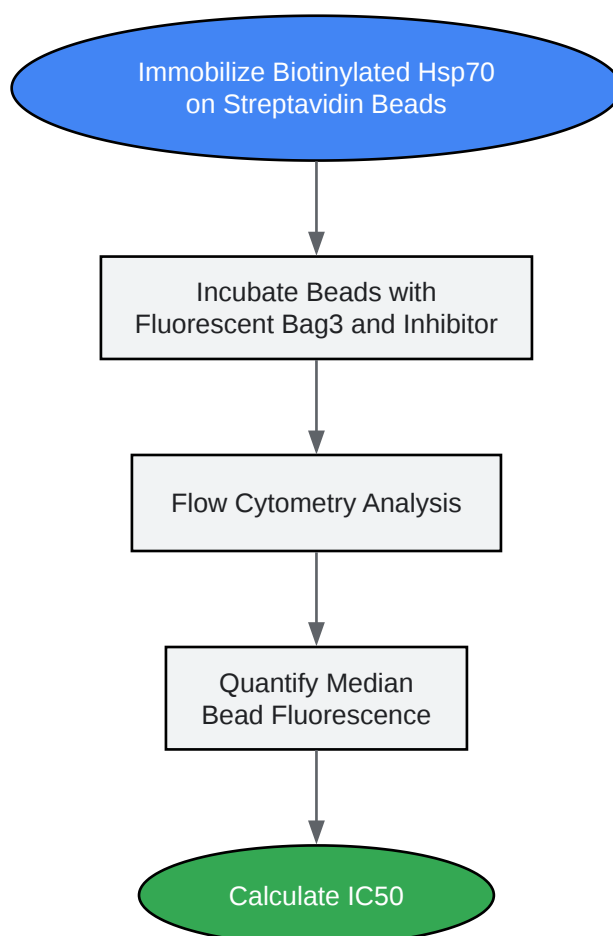 Immobilize Biotinylated Hsp70
on Streptavidin Beads
Incubate Beads with
Fluorescent Bag3 and Inhibitor
Flow Cytometry Analysis
Quantify Median
Bead Fluorescence
Calculate IC50